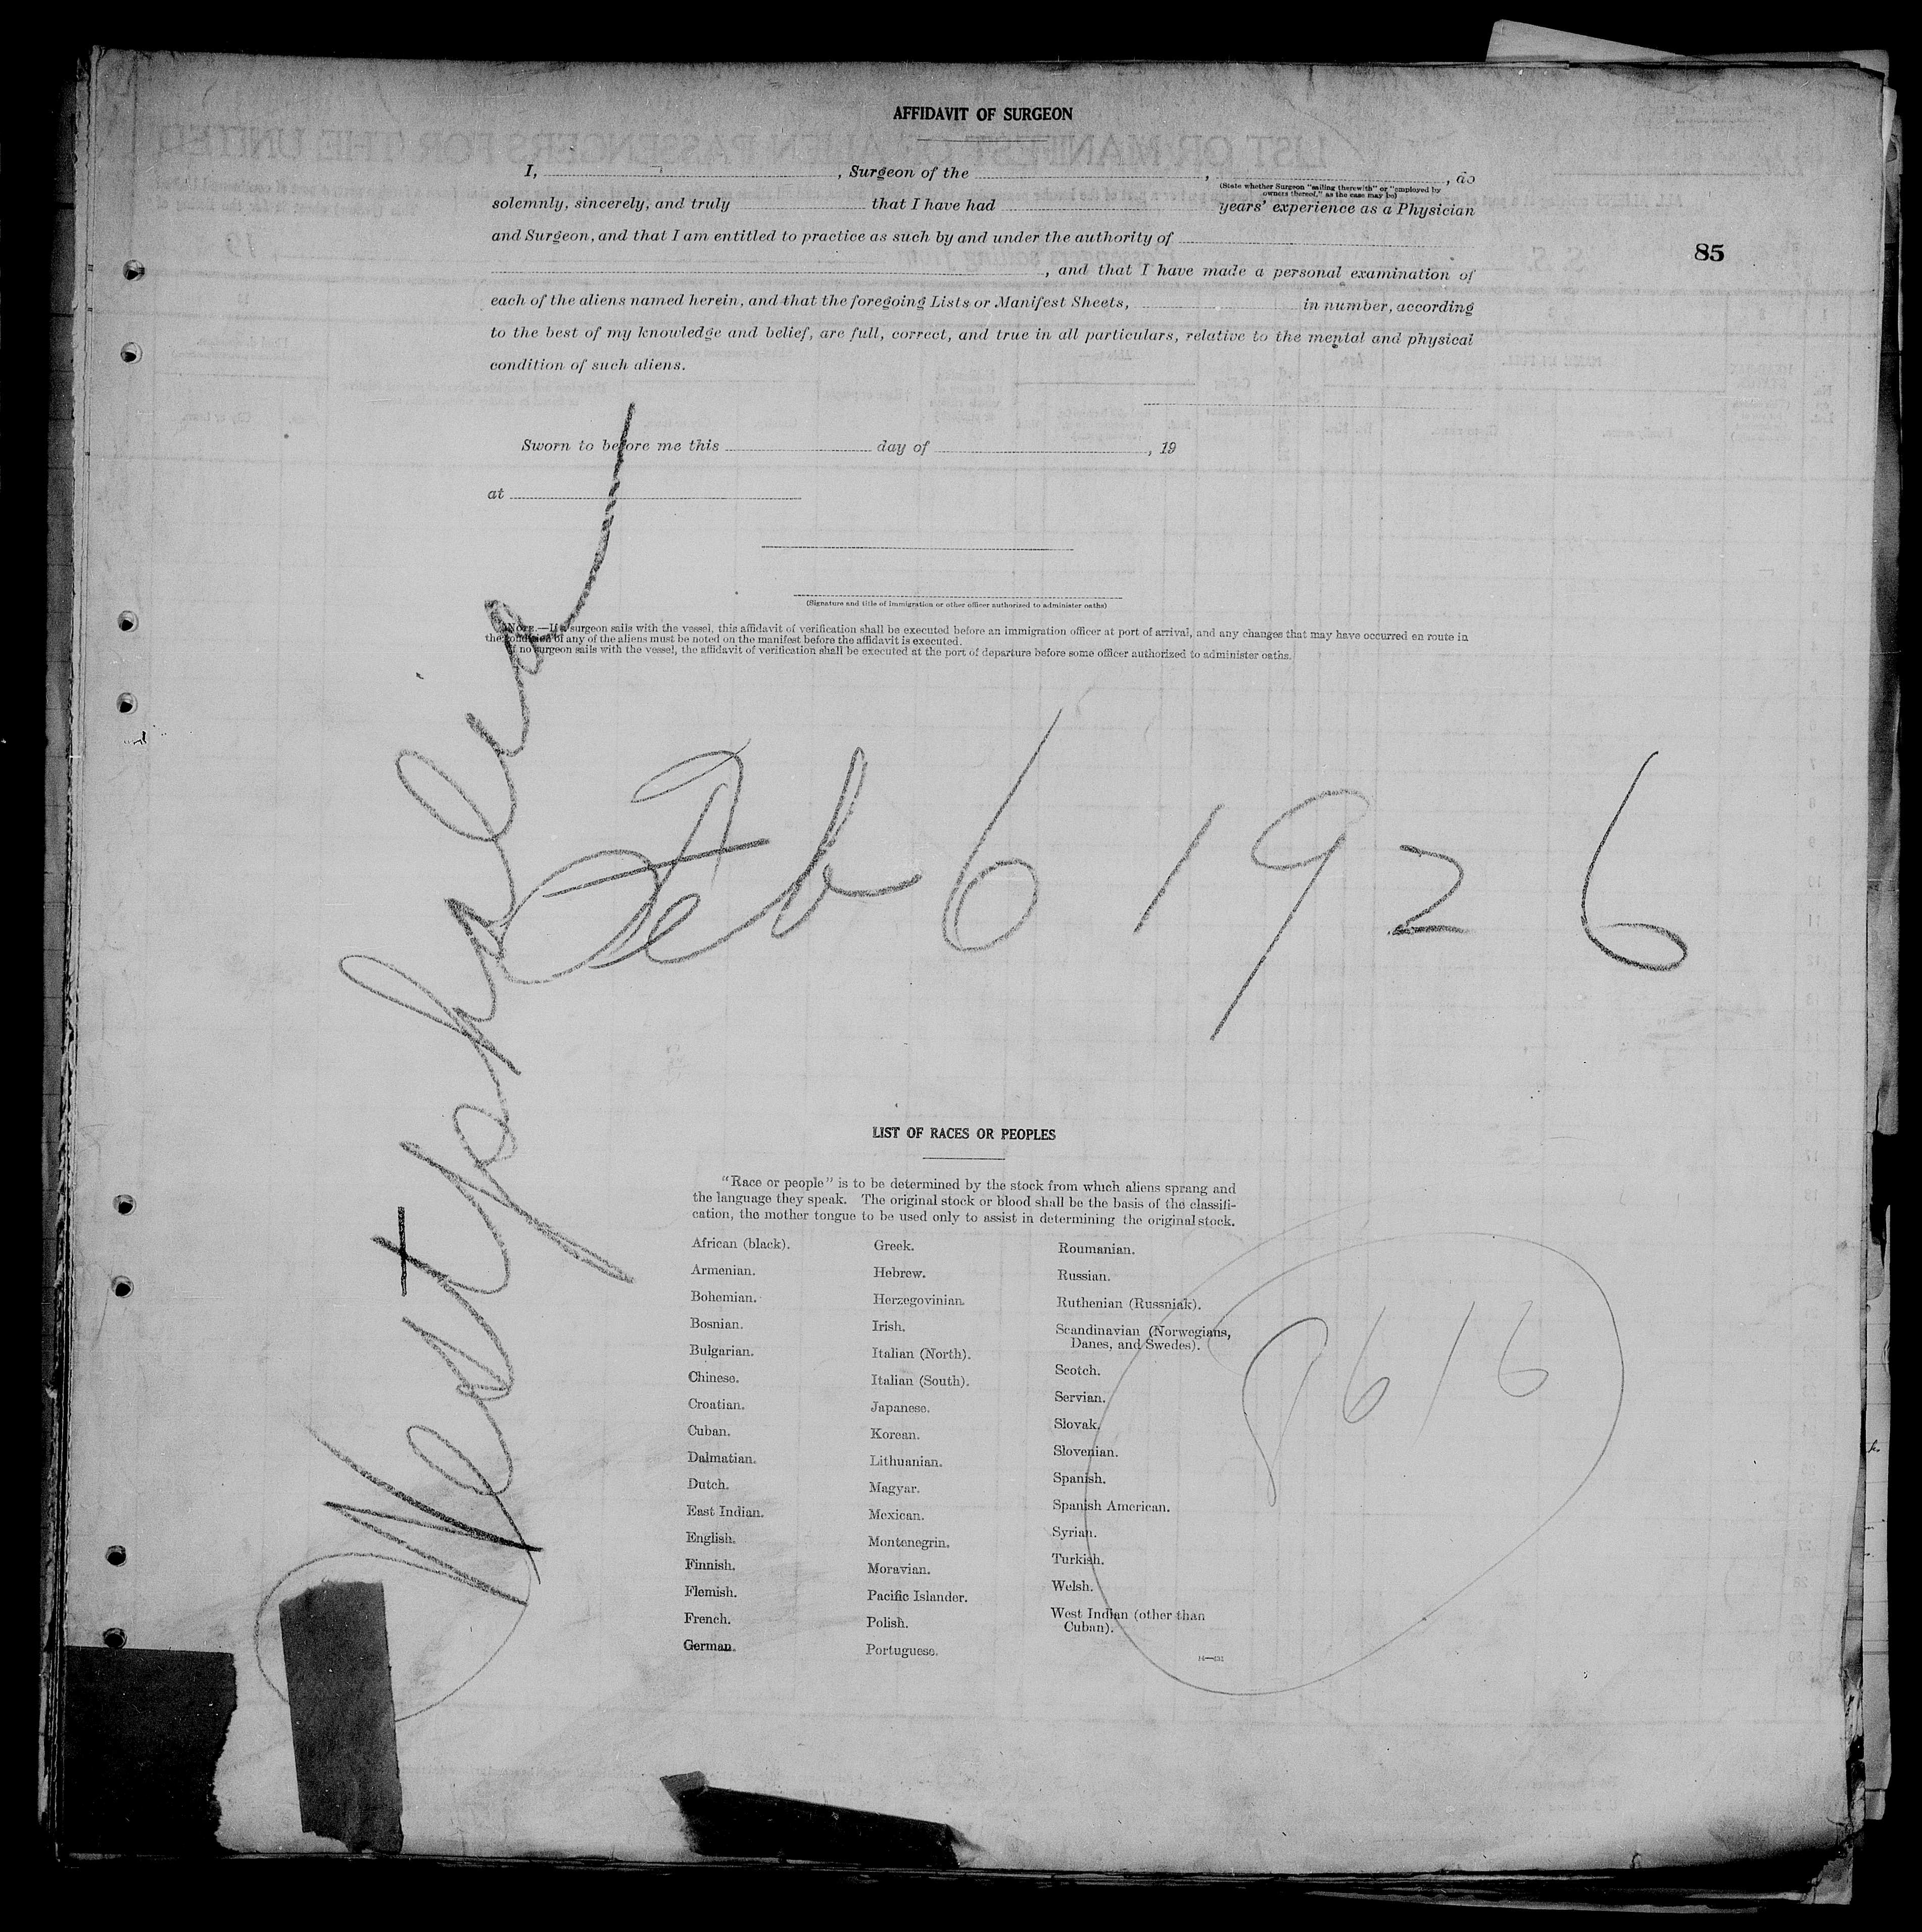 AFFIDAVIT OF SURGEON
I, , Surgeon of the , , do
(State whether Surgeon "sailing therewith" or "employed by
owners thereof," as the case may be)
solemnly, sincerely, and truly that I have had years' experience as a Physician
and Surgeon, and that I am entitled to practice as such by and under the authority of
85
, and that I have made a personal examination of
each of the aliens named herein, and that the foregoing Lists or Manifest Sheets, in number, according
to the best of my knowledge and belief, are full, correct, and true in all particulars, relative to the mental and physical
condition of such aliens.
Sworn to before me this day of , 19
at
(Signature and title of immigration or other officer authorized to administer oaths)
NOTE.—If a surgeon sails with the vessel, this affidavit of verification shall be executed before an immigration officer at port of arrival, and any changes that may have occurred en route in
the condition of any of the aliens must be noted on the manifest before the affidavit is executed.
If no surgeon sails with the vessel, the affidavit of verification shall be executed at the port of departure before some officer authorized to administer oaths.
Westphalia
Feb 6 1926
LIST OF RACES OR PEOPLES
"Race or people" is to be determined by the stock from which aliens sprang and
the language they speak. The original stock or blood shall be the basis of the classifi-
cation, the mother tongue to be used only to assist in determining the original stock.
African (black).
Armenian.
Bohemian.
Bosnian.
Bulgarian.
Chinese.
Croatian.
Cuban.
Dalmatian.
Dutch.
East Indian.
English.
Finnish.
Flemish.
French.
German.
Greek.
Hebrew.
Herzegovinian.
Irish.
Italian (North).
Italian (South).
Japanese.
Korean.
Lithuanian.
Magyar.
Mexican.
Montenegrin.
Moravian.
Pacific Islander.
Polish.
Portuguese.
Roumanian.
Russian.
Ruthenian (Russniak).
Scandinavian (Norwegians,
Danes, and Swedes).
Scotch.
Servian.
Slovak.
Slovenian.
Spanish.
Spanish American.
Syrian.
Turkish.
Welsh.
West Indian (other than
Cuban).
8616